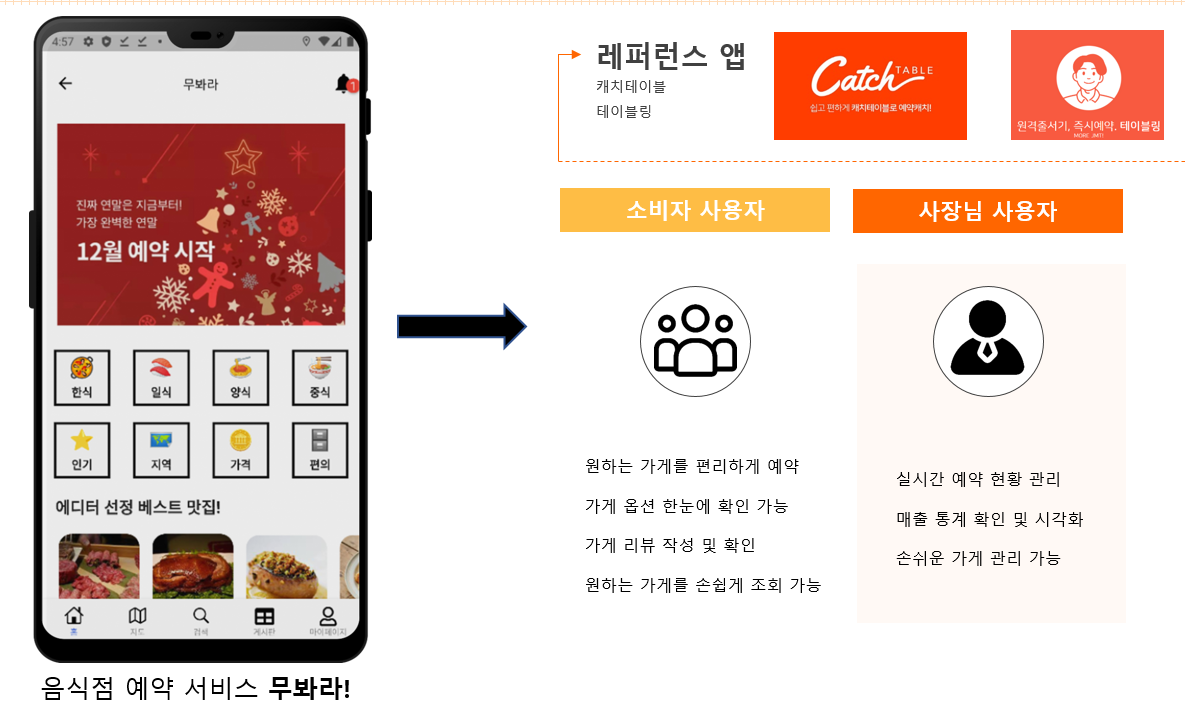 4:57
무봐라
1
진짜 연말은 지금부터!
가장 완벽한 연말
12월 예약 시작
한식
일식
양식
중식
인기
지역
가격
편의
에디터 선정 베스트 맛집!
홈
지도
검색
게시판
마이페이지
음식점 예약 서비스 무봐라!
레퍼런스 앱
캐치테이블
테이블링
Catch TABLE
쉽고 편하게 캐치테이블로 예약캐치!
원격줄서기, 즉시예약. 테이블링
MORE JMT!
소비자 사용자
원하는 가게를 편리하게 예약
가게 옵션 한눈에 확인 가능
가게 리뷰 작성 및 확인
원하는 가게를 손쉽게 조회 가능
사장님 사용자
실시간 예약 현황 관리
매출 통계 확인 및 시각화
손쉬운 가게 관리 가능